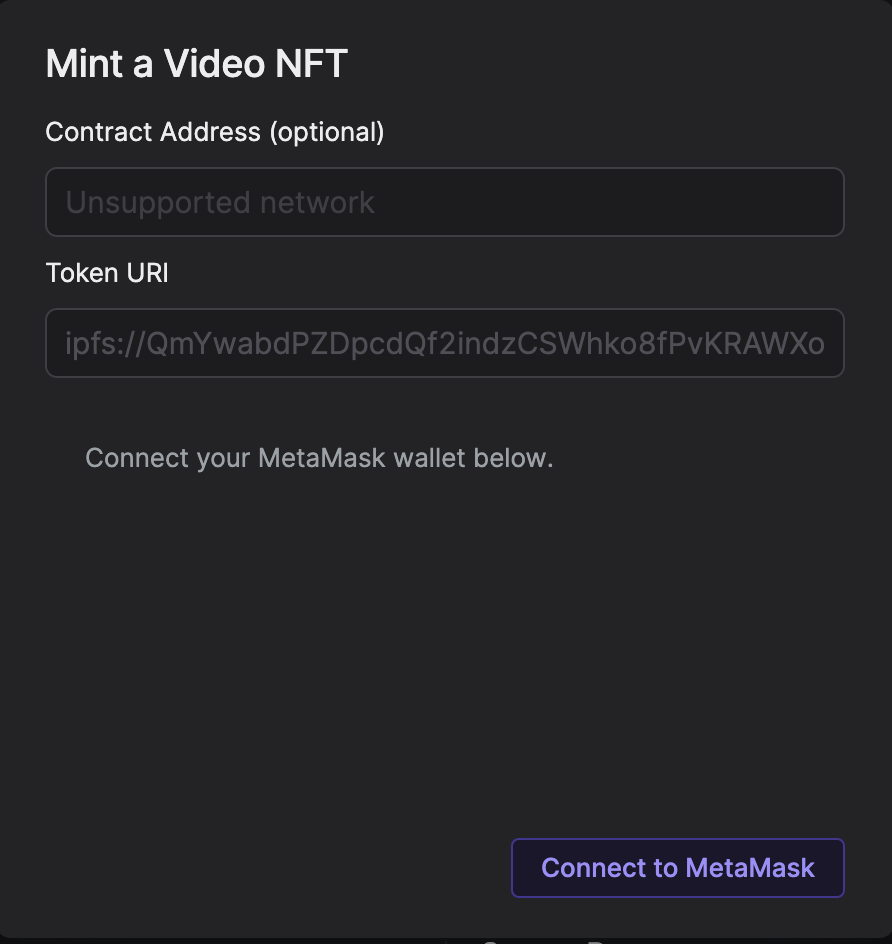 Mint a Video NFT
Contract Address (optional)
Unsupported network
Token URI
ipfs://QmYwabdPZDpcdQf2indzCSWhko8fPvKRAWXo
Connect your MetaMask wallet below.
Connect to MetaMask